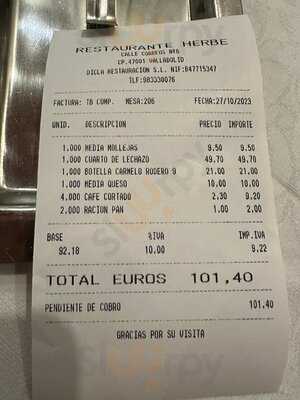 RESTAURANTE HERBE
CALLE CORREOS Nº6
CP.47001 VALLADOLID
DICLA RESTAURACION S.L. NIF:B47715347
TLF:983330076
FACTURA: TB COMP. MESA:206 FECHA:27/10/2023
UNID. DESCRIPCION PRECIO IMPORTE
1,000 MEDIA MOLLEJAS 9,50 9,50
1,000 CUARTO DE LECHAZO 49,70 49,70
1,000 BOTELLA CARMELO RODERO 9 21,00 21,00
1,000 MEDIA QUESO 10,00 10,00
4,000 CAFE CORTADO 2,30 9,20
2,000 RACION PAN 1,00 2,00
BASE %IVA IMP.IVA
92.18 10.00 9.22
TOTAL EUROS 101,40
PENDIENTE DE COBRO 101,40
GRACIAS POR SU VISITA